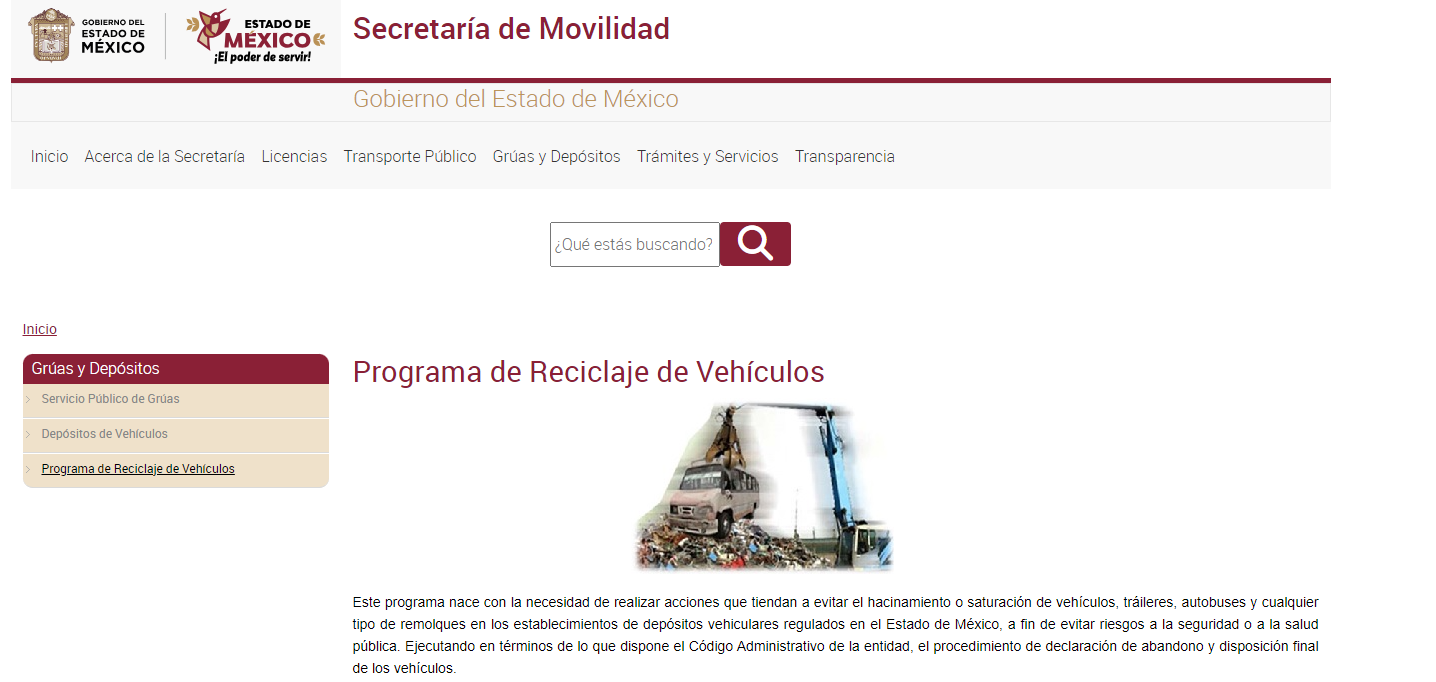 GOBIERNO DEL
ESTADO DE
MÉXICO
ESTADO DE
MÉXICO
¡El poder de servir!
Secretaría de Movilidad
Gobierno del Estado de México
Inicio Acerca de la Secretaría Licencias Transporte Público Grúas y Depósitos Trámites y Servicios Transparencia
¿Qué estás buscando?
Inicio
Grúas y Depósitos
Servicio Público de Grúas
Depósitos de Vehículos
Programa de Reciclaje de Vehículos
Programa de Reciclaje de Vehículos
Este programa nace con la necesidad de realizar acciones que tiendan a evitar el hacinamiento o saturación de vehículos, tráileres, autobuses y cualquier
tipo de remolques en los establecimientos de depósitos vehiculares regulados en el Estado de México, a fin de evitar riesgos a la seguridad o a la salud
pública. Ejecutando en términos de lo que dispone el Código Administrativo de la entidad, el procedimiento de declaración de abandono y disposición final
de los vehículos.